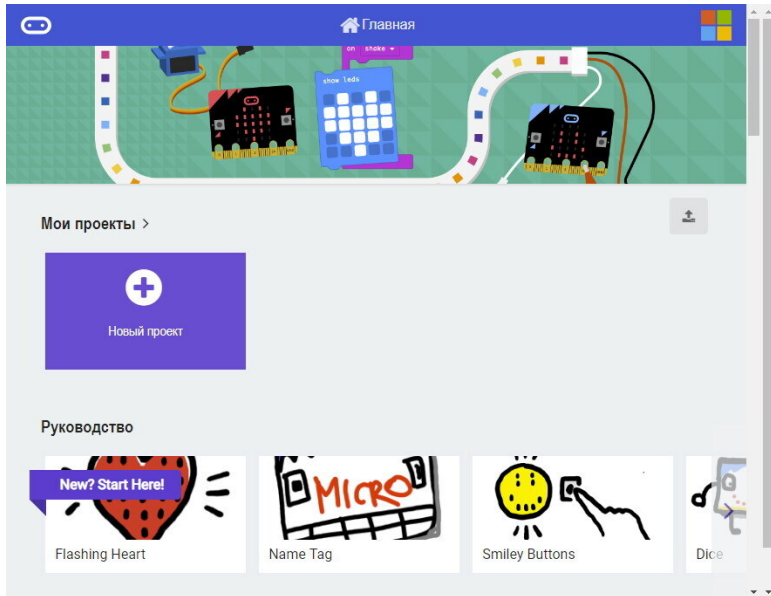 Главная
on shake
show leds
Мои проекты >
Новый проект
Руководство
New? Start Here!
MICRO
Flashing Heart
Name Tag
Smiley Buttons
Dice